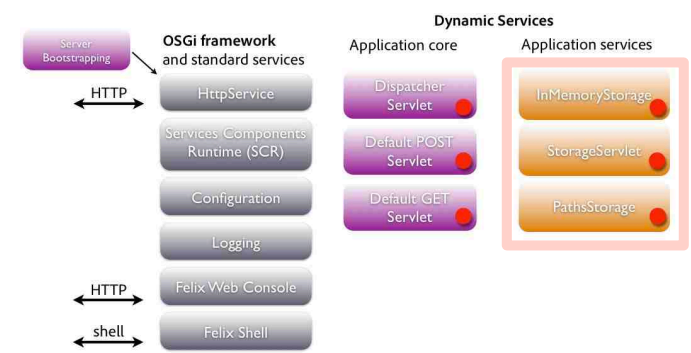 Dynamic Services
Server
Bootstrapping
OSGi framework
and standard services
Application core
Application services
HTTP
HttpService
Dispatcher
Servlet
InMemoryStorage
Services Components
Runtime (SCR)
Default POST
Servlet
StorageServlet
Configuration
Default GET
Servlet
PathsStorage
Logging
HTTP
Felix Web Console
shell
Felix Shell